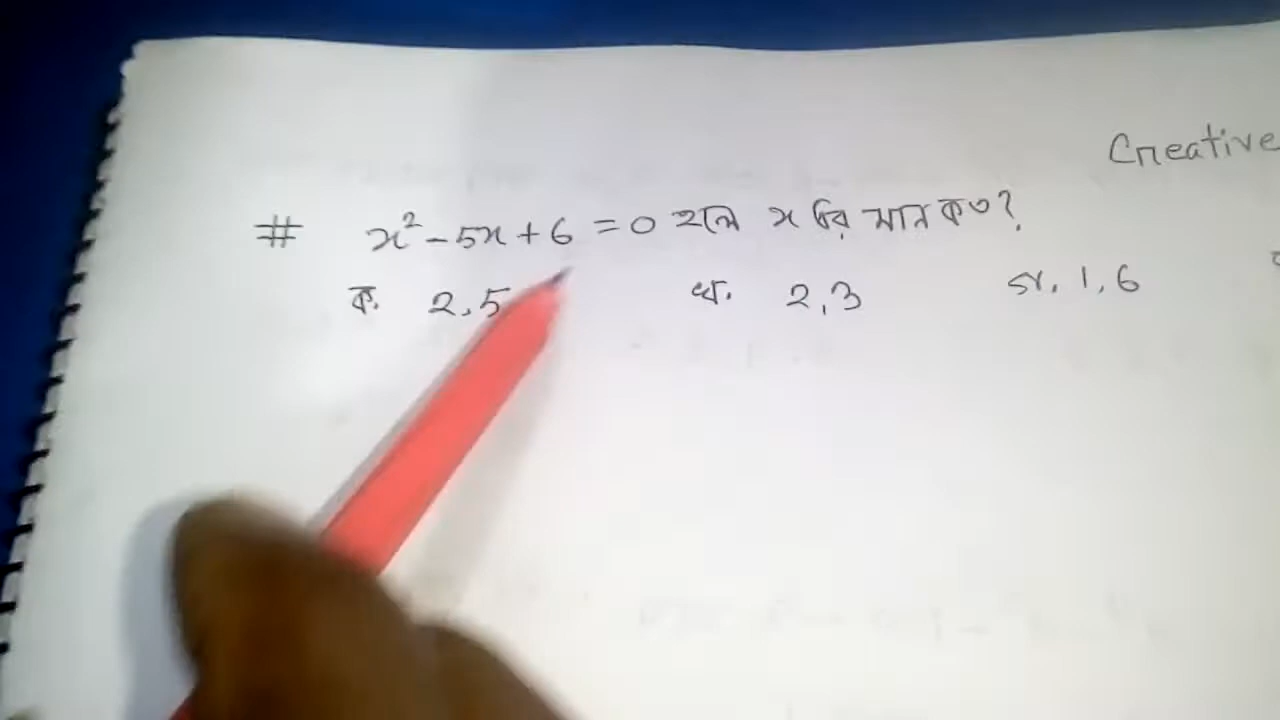 Creative
# x² - 5x + 6 = 0 হলে x এর মান কত?
ক. 2, 5 খ. 2, 3 গ. 1, 6